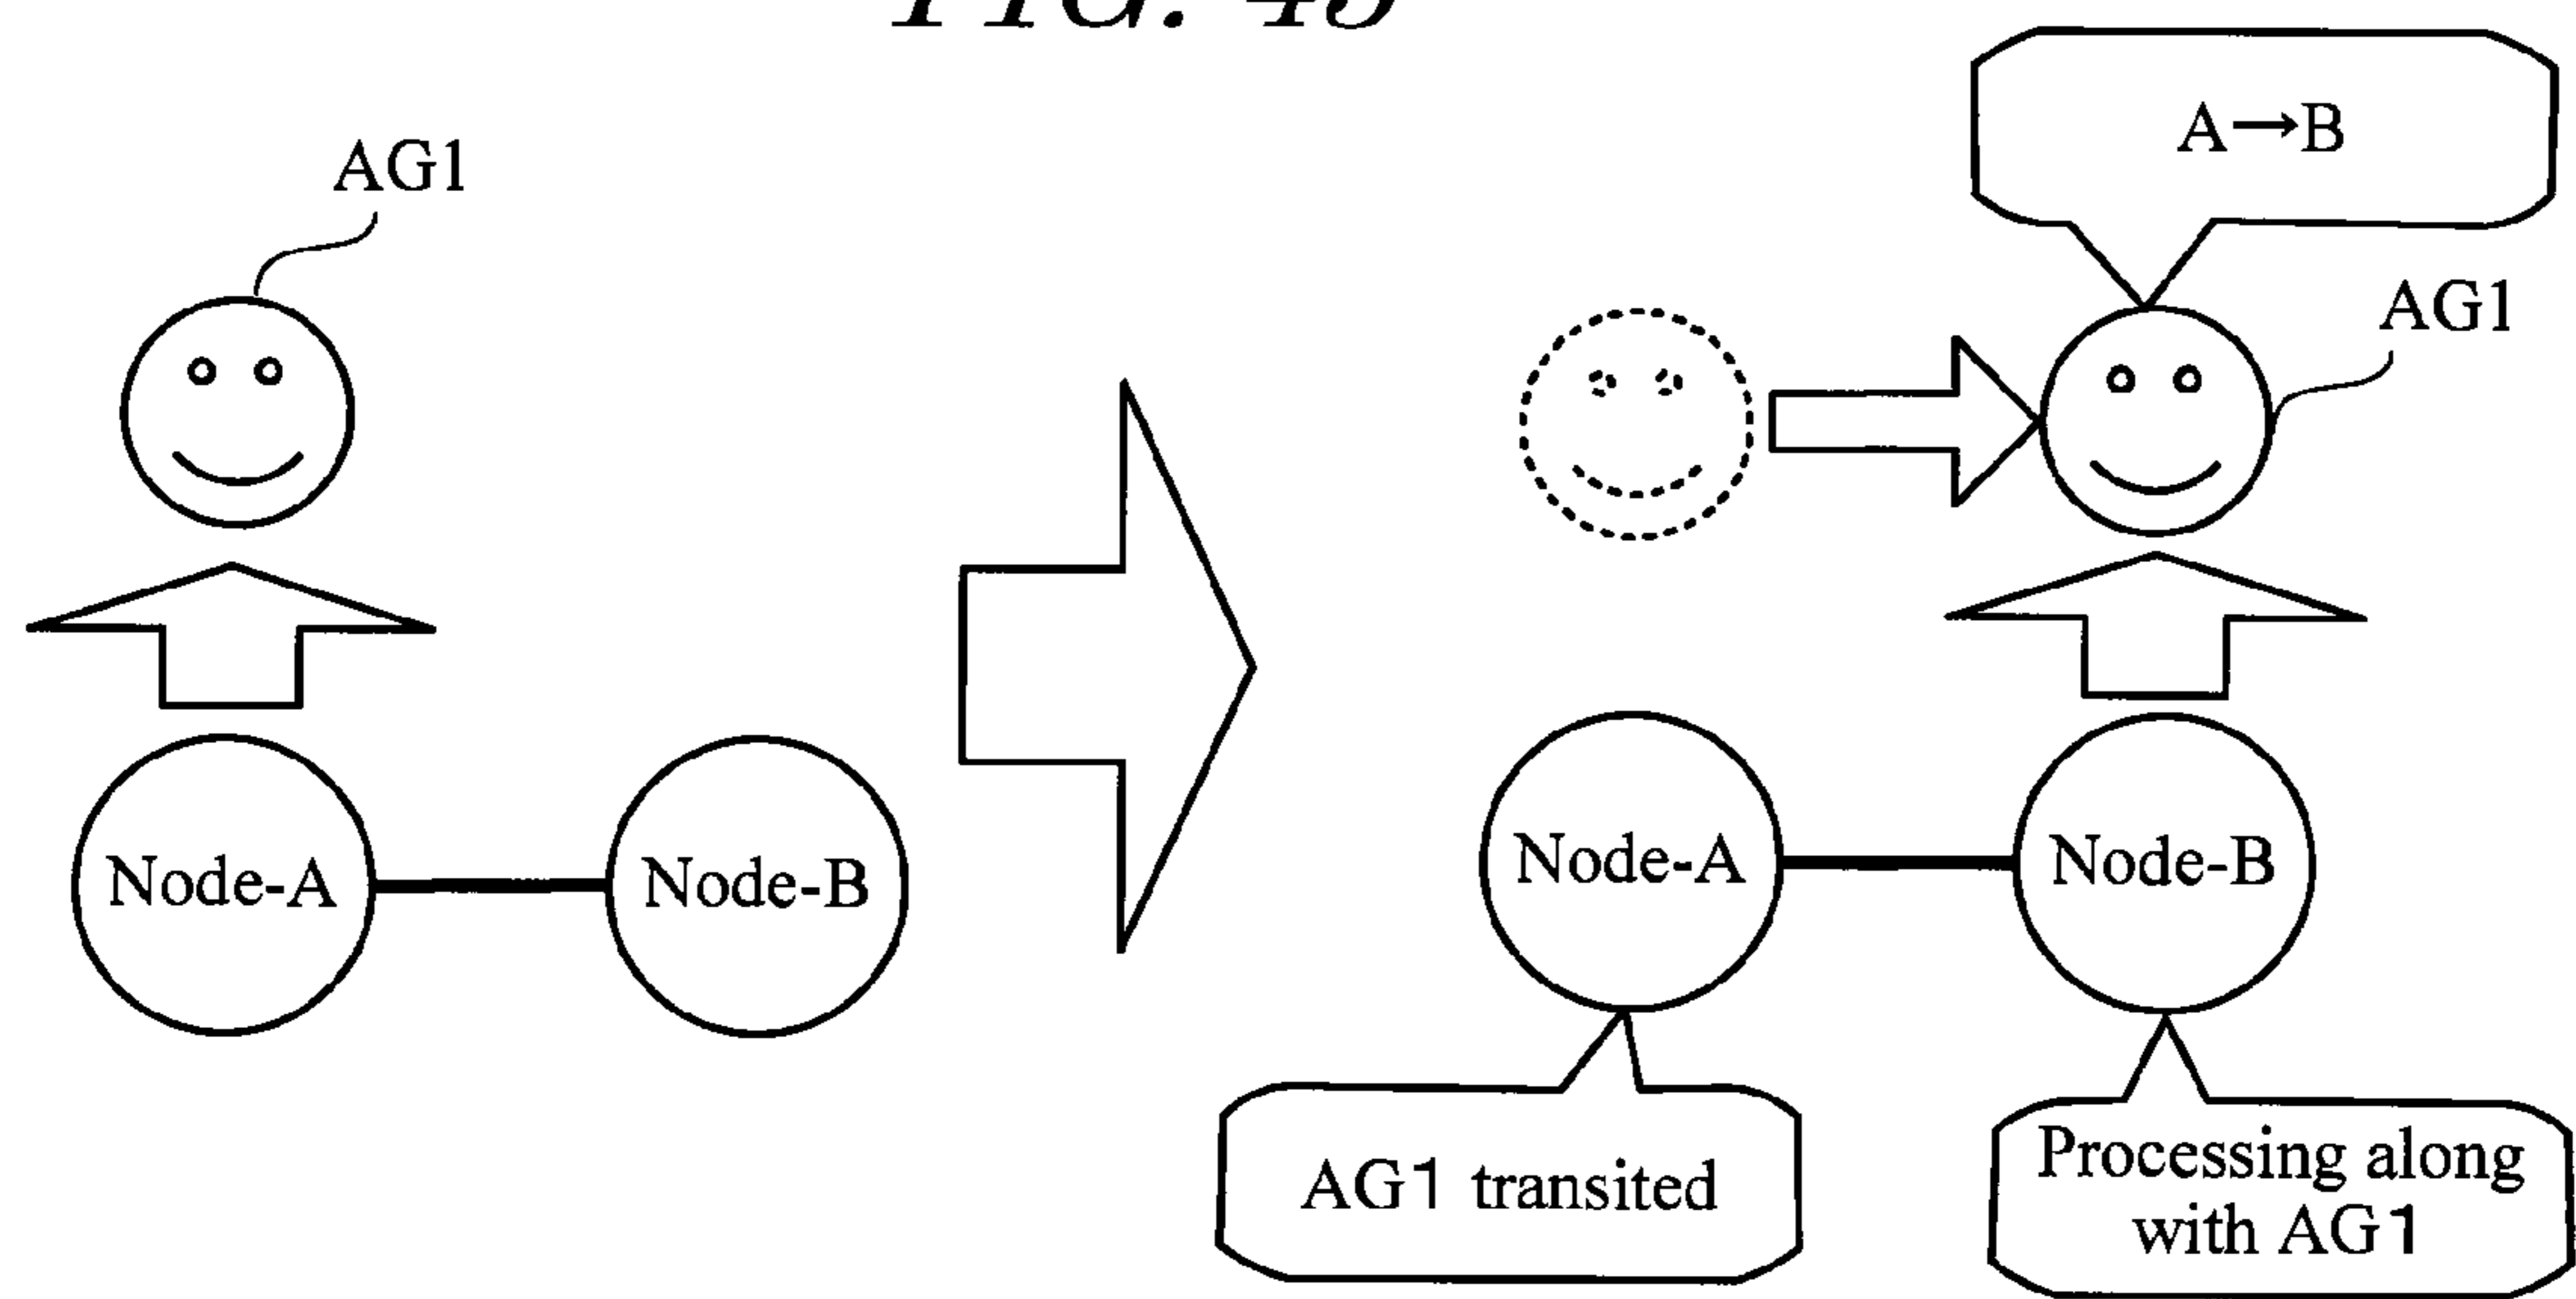 AG1
Node-A
Node-B
A→B
AG1
Node-A
Node-B
AG1 transited
Processing along
with AG1